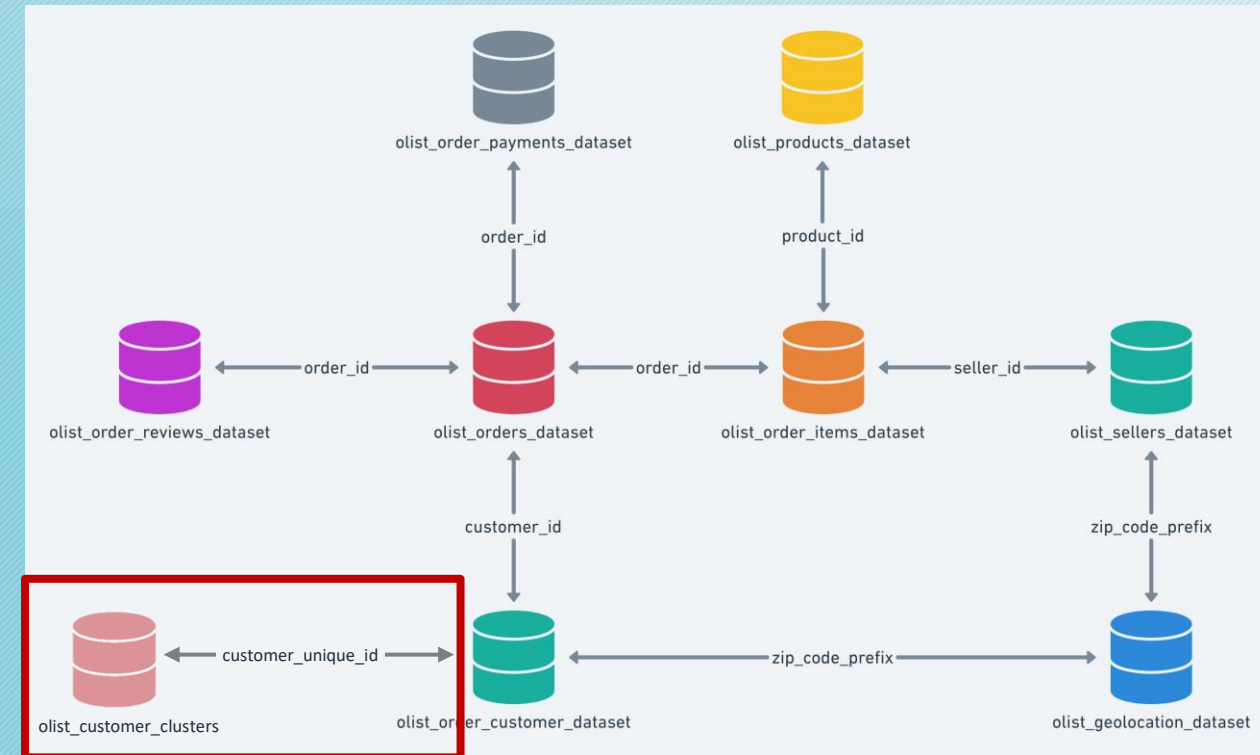 olist_order_payments_dataset
olist_products_dataset
order_id
product_id
order_id
order_id
seller_id
olist_order_reviews_dataset
olist_orders_dataset
olist_order_items_dataset
olist_sellers_dataset
customer_id
zip_code_prefix
customer_unique_id
zip_code_prefix
olist_customer_clusters
olist_order_customer_dataset
olist_geolocation_dataset